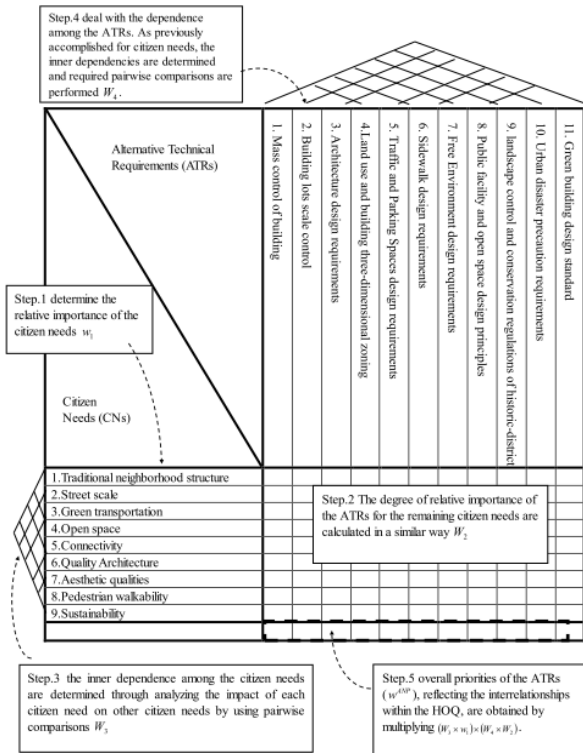 Step.4 deal with the dependence
among the ATRs. As previously
accomplished for citizen needs, the
inner dependencies are determined
and required pairwise comparisons are
performed W₄.
Alternative Technical
Requirements (ATRs)
1. Mass control of building
2. Building lots scale control
3. Architecture design requirements
4.Land use and building three-dimensional zoning
5. Traffic and Parking Spaces design requirements
6. Sidewalk design requirements
7. Free Environment design requirements
8. Public facility and open space design principles
9. landscape control and conservation regulations of historic-district
10. Urban disaster precaution requirements
11. Green building design standard
Step.1 determine the
relative importance of the
citizen needs w₁
Citizen
Needs (CNs)
1.Traditional neighborhood structure
2.Street scale
3.Green transportation
4.Open space
5.Connectivity
6.Quality Architecture
7.Aesthetic qualities
8.Pedestrian walkability
9.Sustainability
Step.2 The degree of relative importance of
the ATRs for the remaining citizen needs are
calculated in a similar way W₂
Step.3 the inner dependence among the citizen needs
are determined through analyzing the impact of each
citizen need on other citizen needs by using pairwise
comparisons W₃
Step.5 overall priorities of the ATRs
(w^ANP), reflecting the interrelationships
within the HOQ, are obtained by
multiplying (W₃ × w₁)×(W₄ × W₂).